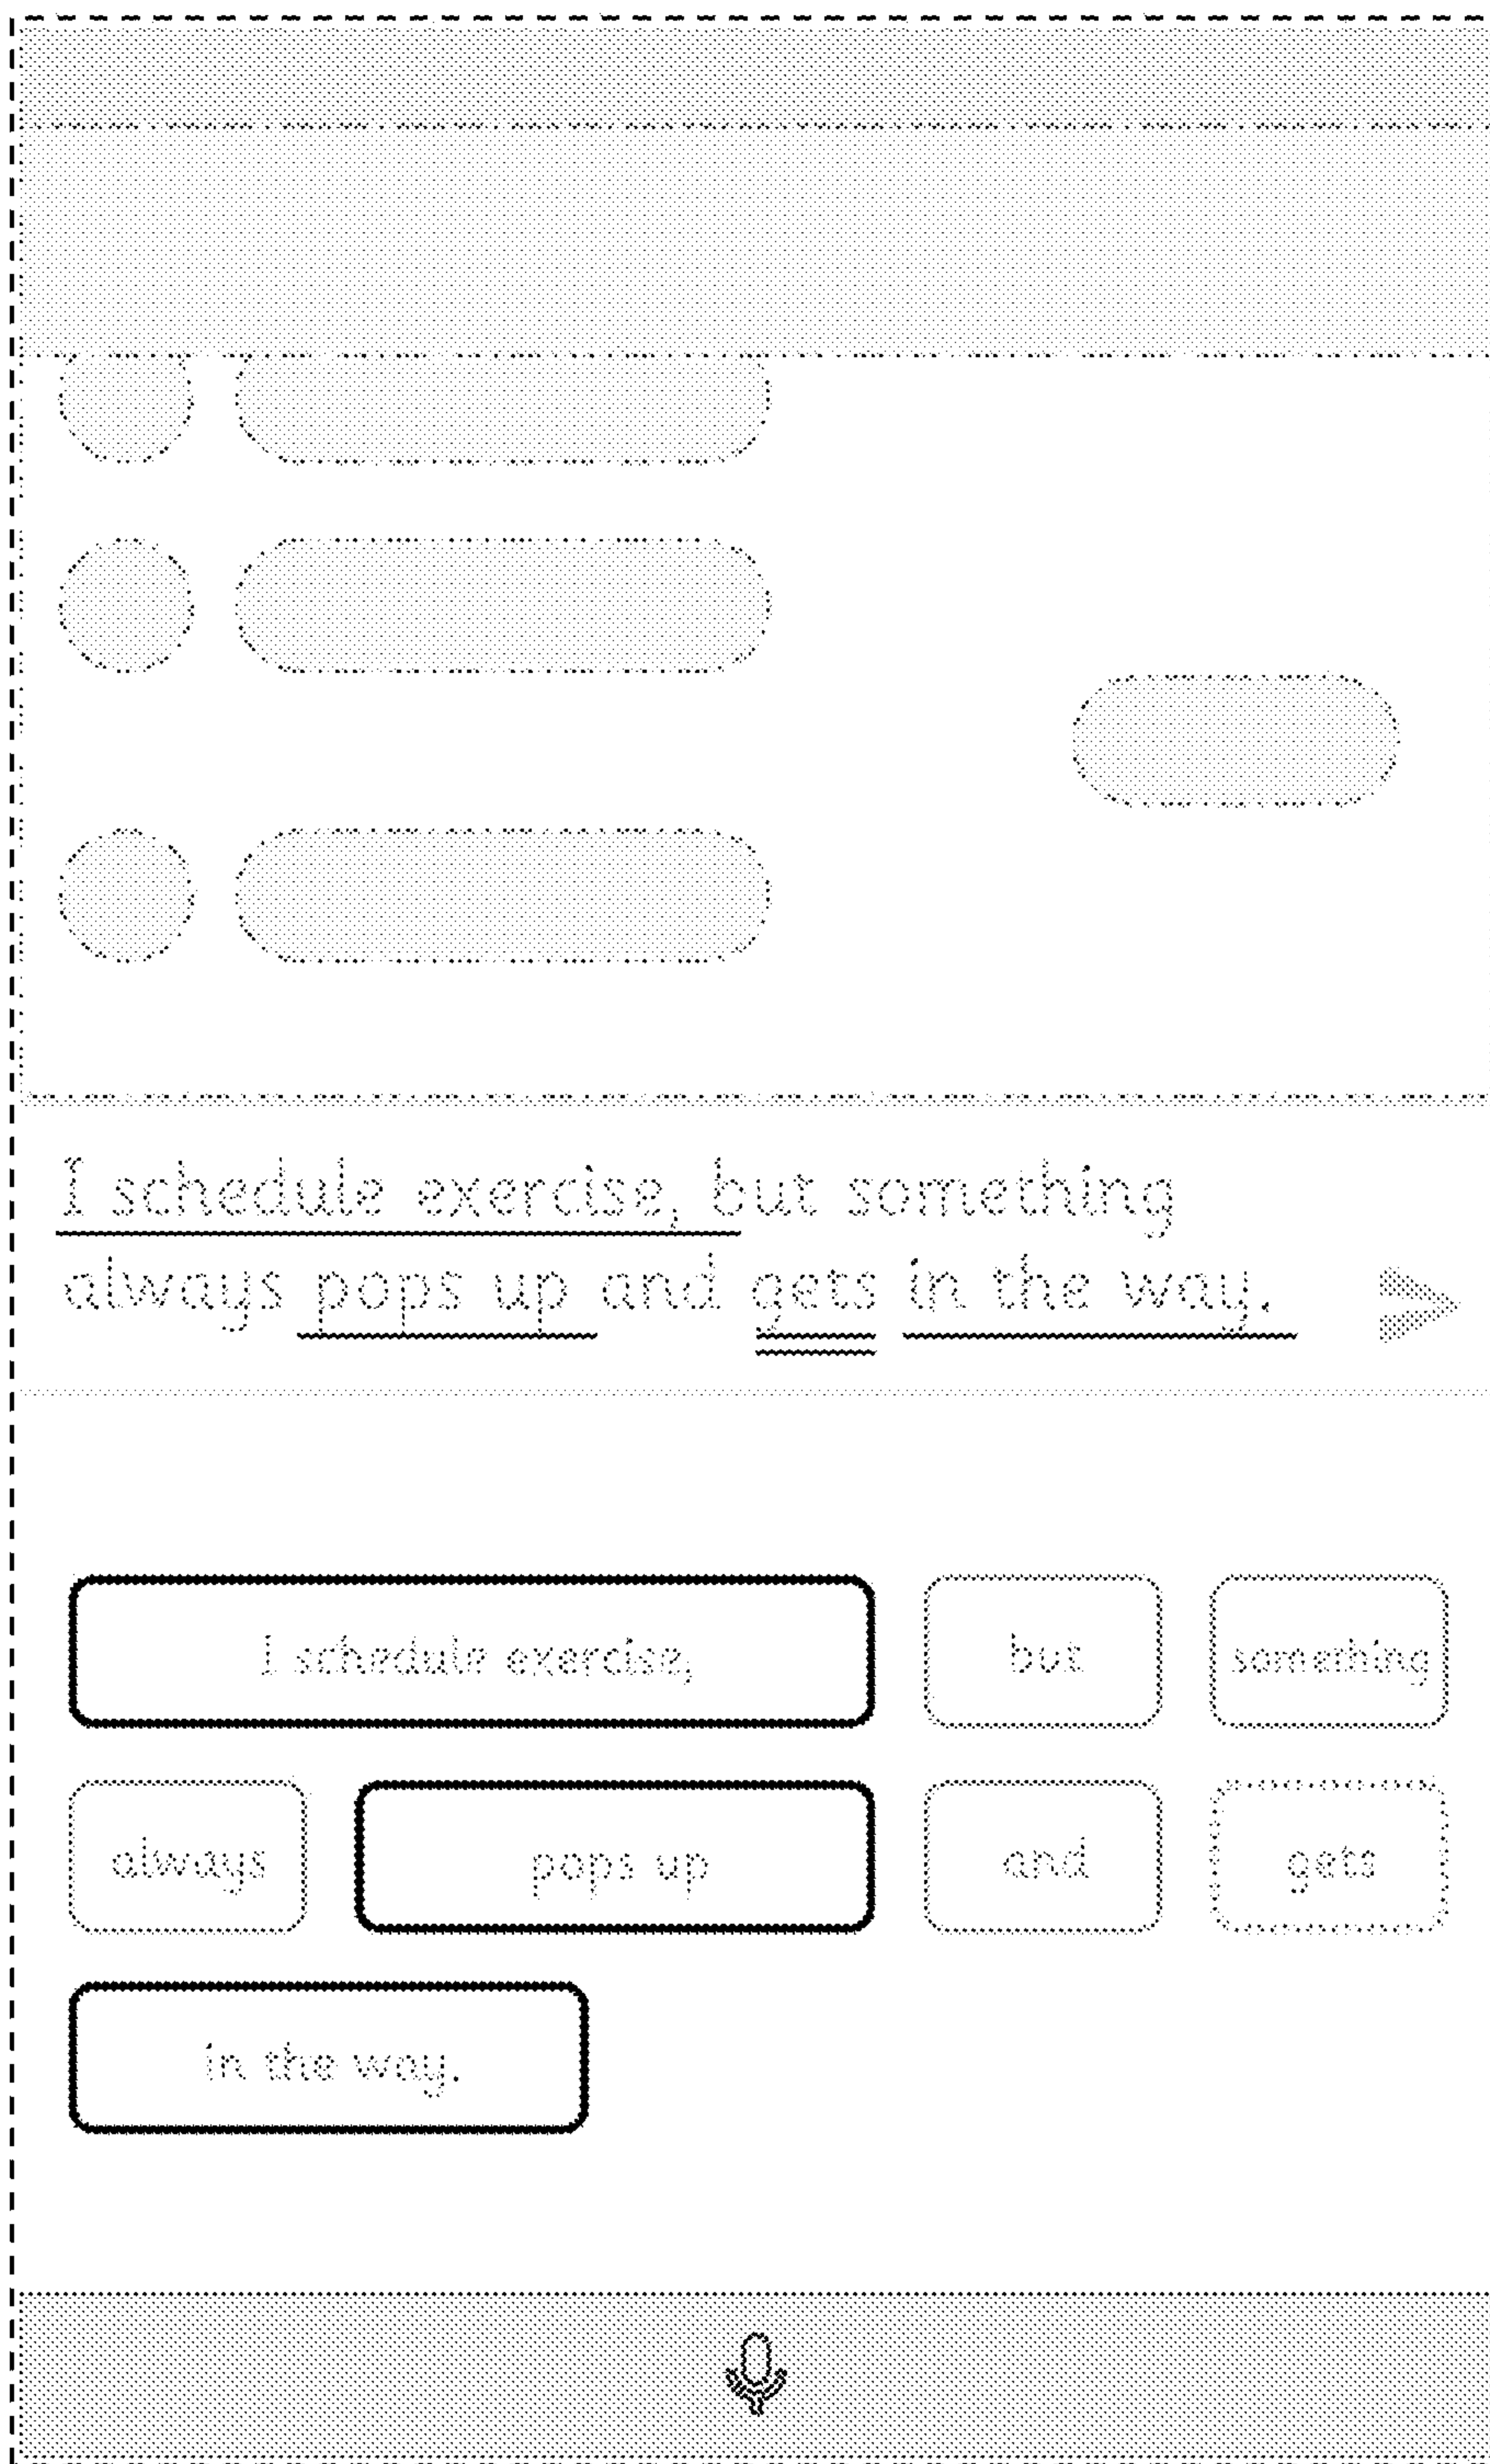 I schedule exercise, but something
always pops up and gets in the way.
I schedule exercise, but something
always pops up and gets
in the way.